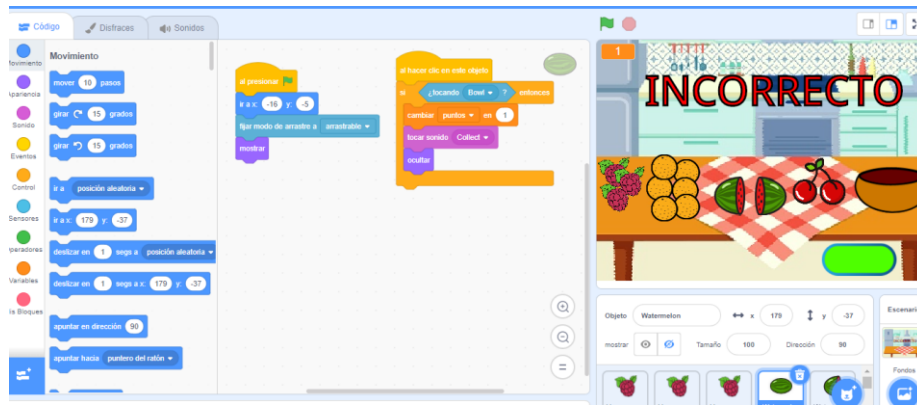 Código
Disfraces
Sonidos
Movimiento
Apariencia
Sonido
Eventos
Control
Sensores
Operadores
Variables
Mis Bloques
Movimiento
mover 10 pasos
girar 15 grados
girar 15 grados
ir a posición aleatoria
ir a x: 179 y: -37
deslizar en 1 segs a posición aleatoria
deslizar en 1 segs a x: 179 y: -37
apuntar en dirección 90
apuntar hacia puntero del ratón
al presionar
ir a x: -16 y: -5
fijar modo de arrastre a arrastrable
mostrar
al hacer clic en este objeto
si ¿tocando Bowl ? entonces
cambiar puntos en 1
tocar sonido Collect
ocultar
1
INCORRECTO
Objeto Watermelon x 179 y -37
mostrar Tamaño 100 Dirección 90
Escenario
Fondos